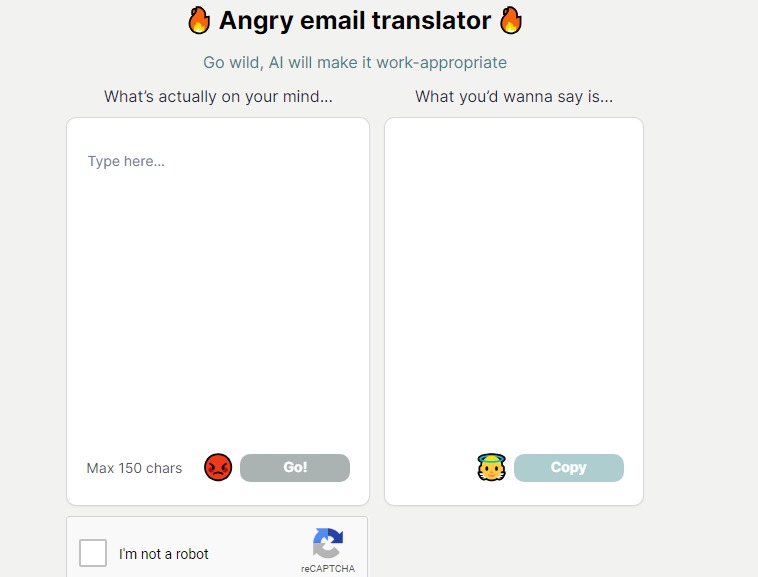 🔥 Angry email translator 🔥
Go wild, AI will make it work-appropriate
What’s actually on your mind...
What you’d wanna say is...
Type here...
Max 150 chars
Go!
Copy
I'm not a robot
reCAPTCHA